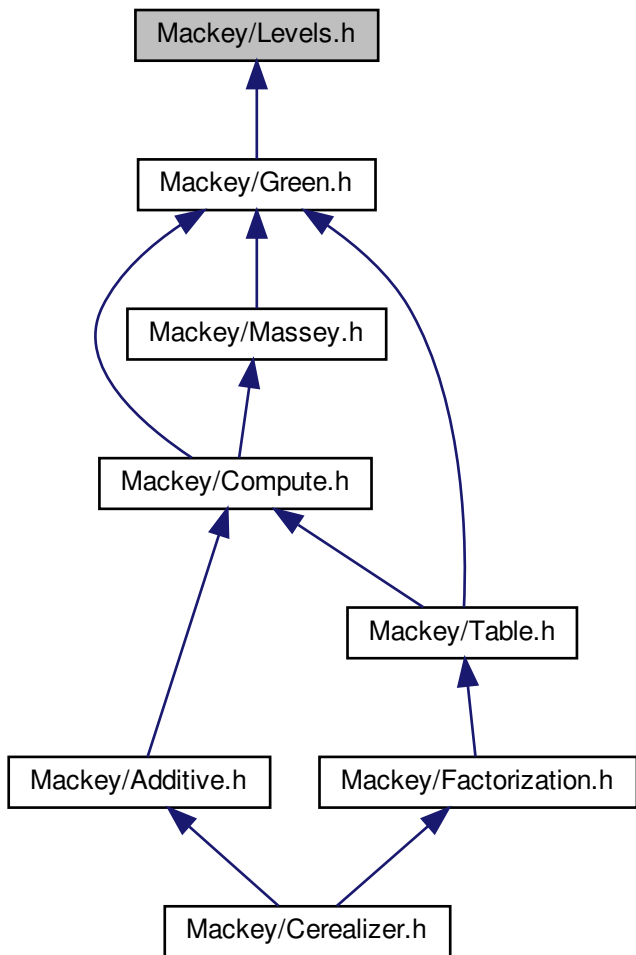 Mackey/Levels.h
Mackey/Green.h
Mackey/Massey.h
Mackey/Compute.h
Mackey/Table.h
Mackey/Additive.h
Mackey/Factorization.h
Mackey/Cerealizer.h